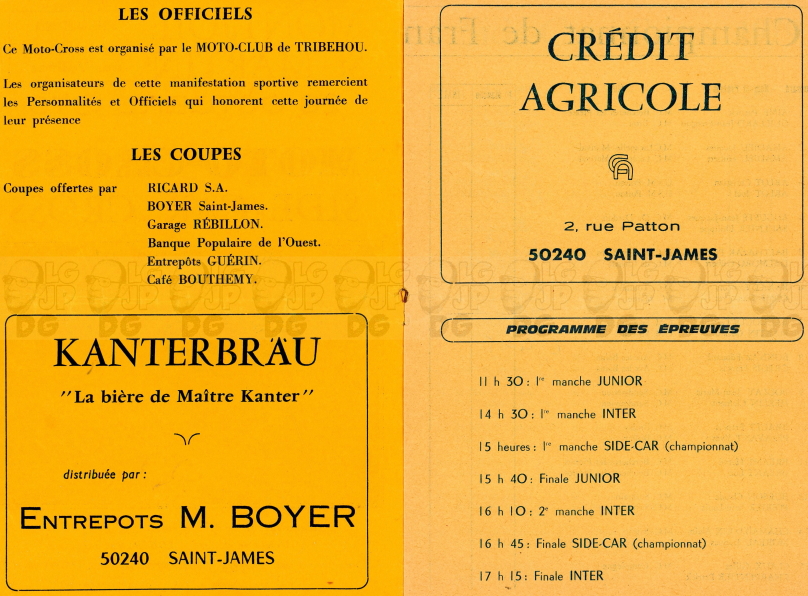 LES OFFICIELS
Ce Moto-Cross est organisé par le MOTO-CLUB de TRIBEHOU.
Les organisateurs de cette manifestation sportive remercient
les Personnalités et Officiels qui honorent cette journée de
leur présence
LES COUPES
Coupes offertes par RICARD S.A.
BOYER Saint-James.
Garage RÉBILLON.
Banque Populaire de l'Ouest.
Entrepôts GUÉRIN.
Café BOUTHEMY.
KANTERBRÄU
"La bière de Maître Kanter"
distribuée par :
ENTREPOTS M. BOYER
50240 SAINT-JAMES
CRÉDIT
AGRICOLE
CA
2, rue Patton
50240 SAINT-JAMES
PROGRAMME DES ÉPREUVES
11 h 30 : 1re manche JUNIOR
14 h 30 : 1re manche INTER
15 heures : 1re manche SIDE-CAR (championnat)
15 h 40 : Finale JUNIOR
16 h 10 : 2e manche INTER
16 h 45 : Finale SIDE-CAR (championnat)
17 h 15 : Finale INTER
LG JP DG